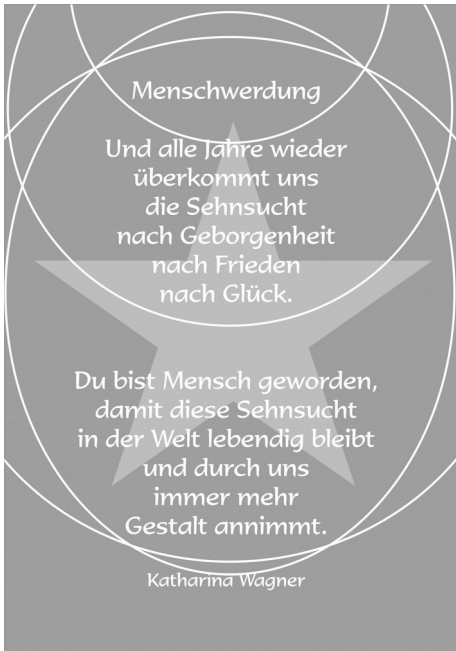 Menschwerdung
Und alle Jahre wieder
überkommt uns
die Sehnsucht
nach Geborgenheit
nach Frieden
nach Glück.
Du bist Mensch geworden,
damit diese Sehnsucht
in der Welt lebendig bleibt
und durch uns
immer mehr
Gestalt annimmt.
Katharina Wagner